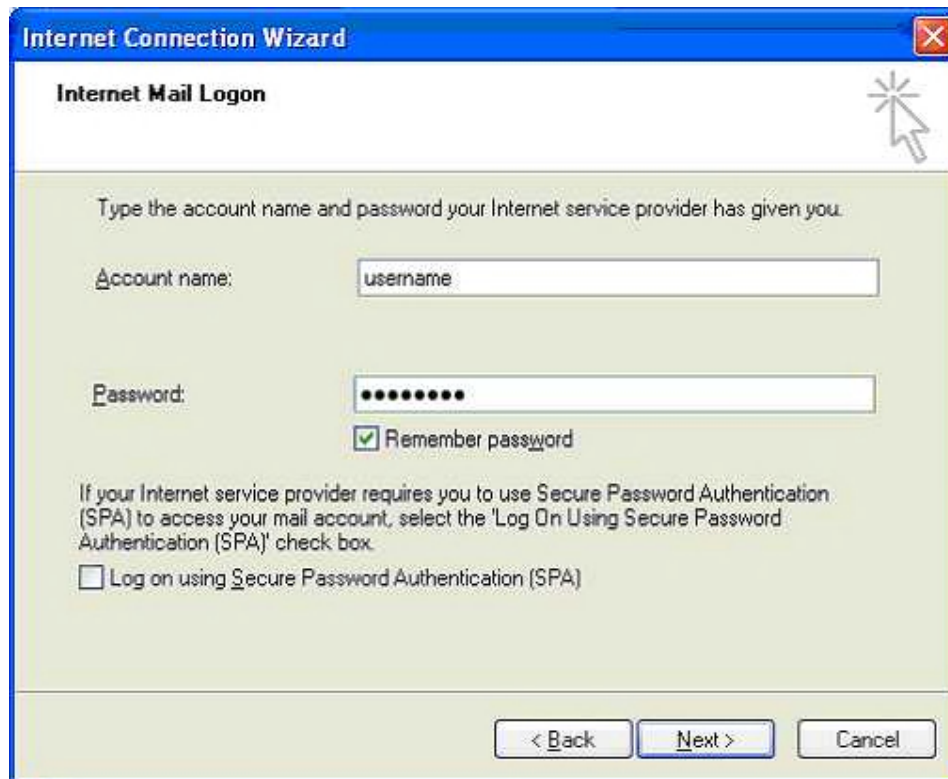 Internet Connection Wizard
Internet Mail Logon
Type the account name and password your Internet service provider has given you.
Account name:
username
Password:
••••••••
Remember password
If your Internet service provider requires you to use Secure Password Authentication
(SPA) to access your mail account, select the 'Log On Using Secure Password
Authentication (SPA)' check box.
Log on using Secure Password Authentication (SPA)
< Back
Next >
Cancel